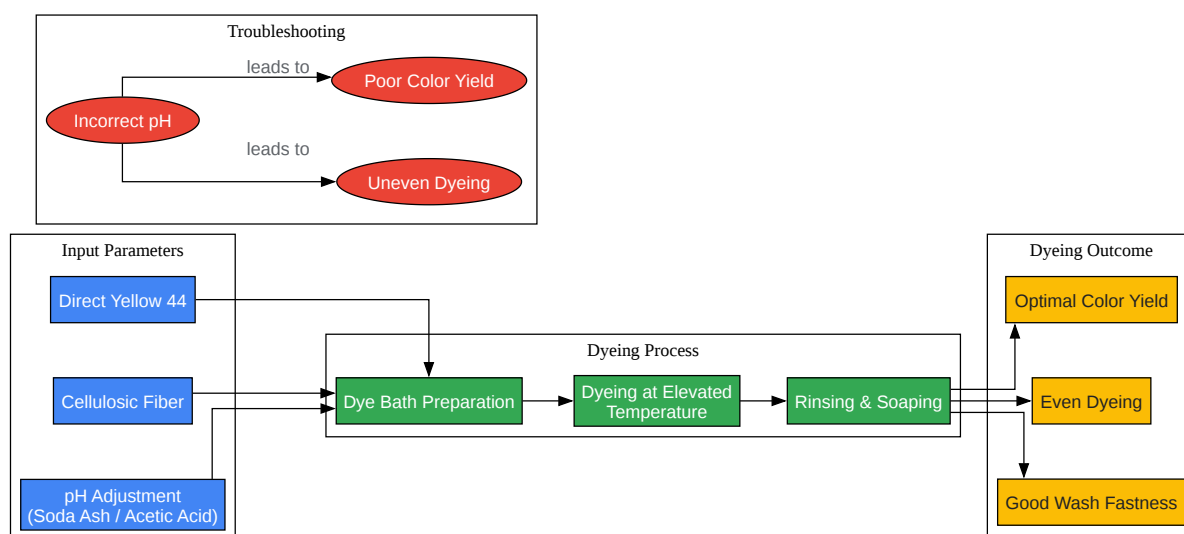 Troubleshooting
leads to
Poor Color Yield
Incorrect pH
leads to
Uneven Dyeing
Input Parameters
Direct Yellow 44
Cellulosic Fiber
pH Adjustment
(Soda Ash / Acetic Acid)
Dyeing Process
Dye Bath Preparation
Dyeing at Elevated
Temperature
Rinsing & Soaping
Dyeing Outcome
Optimal Color Yield
Even Dyeing
Good Wash Fastness